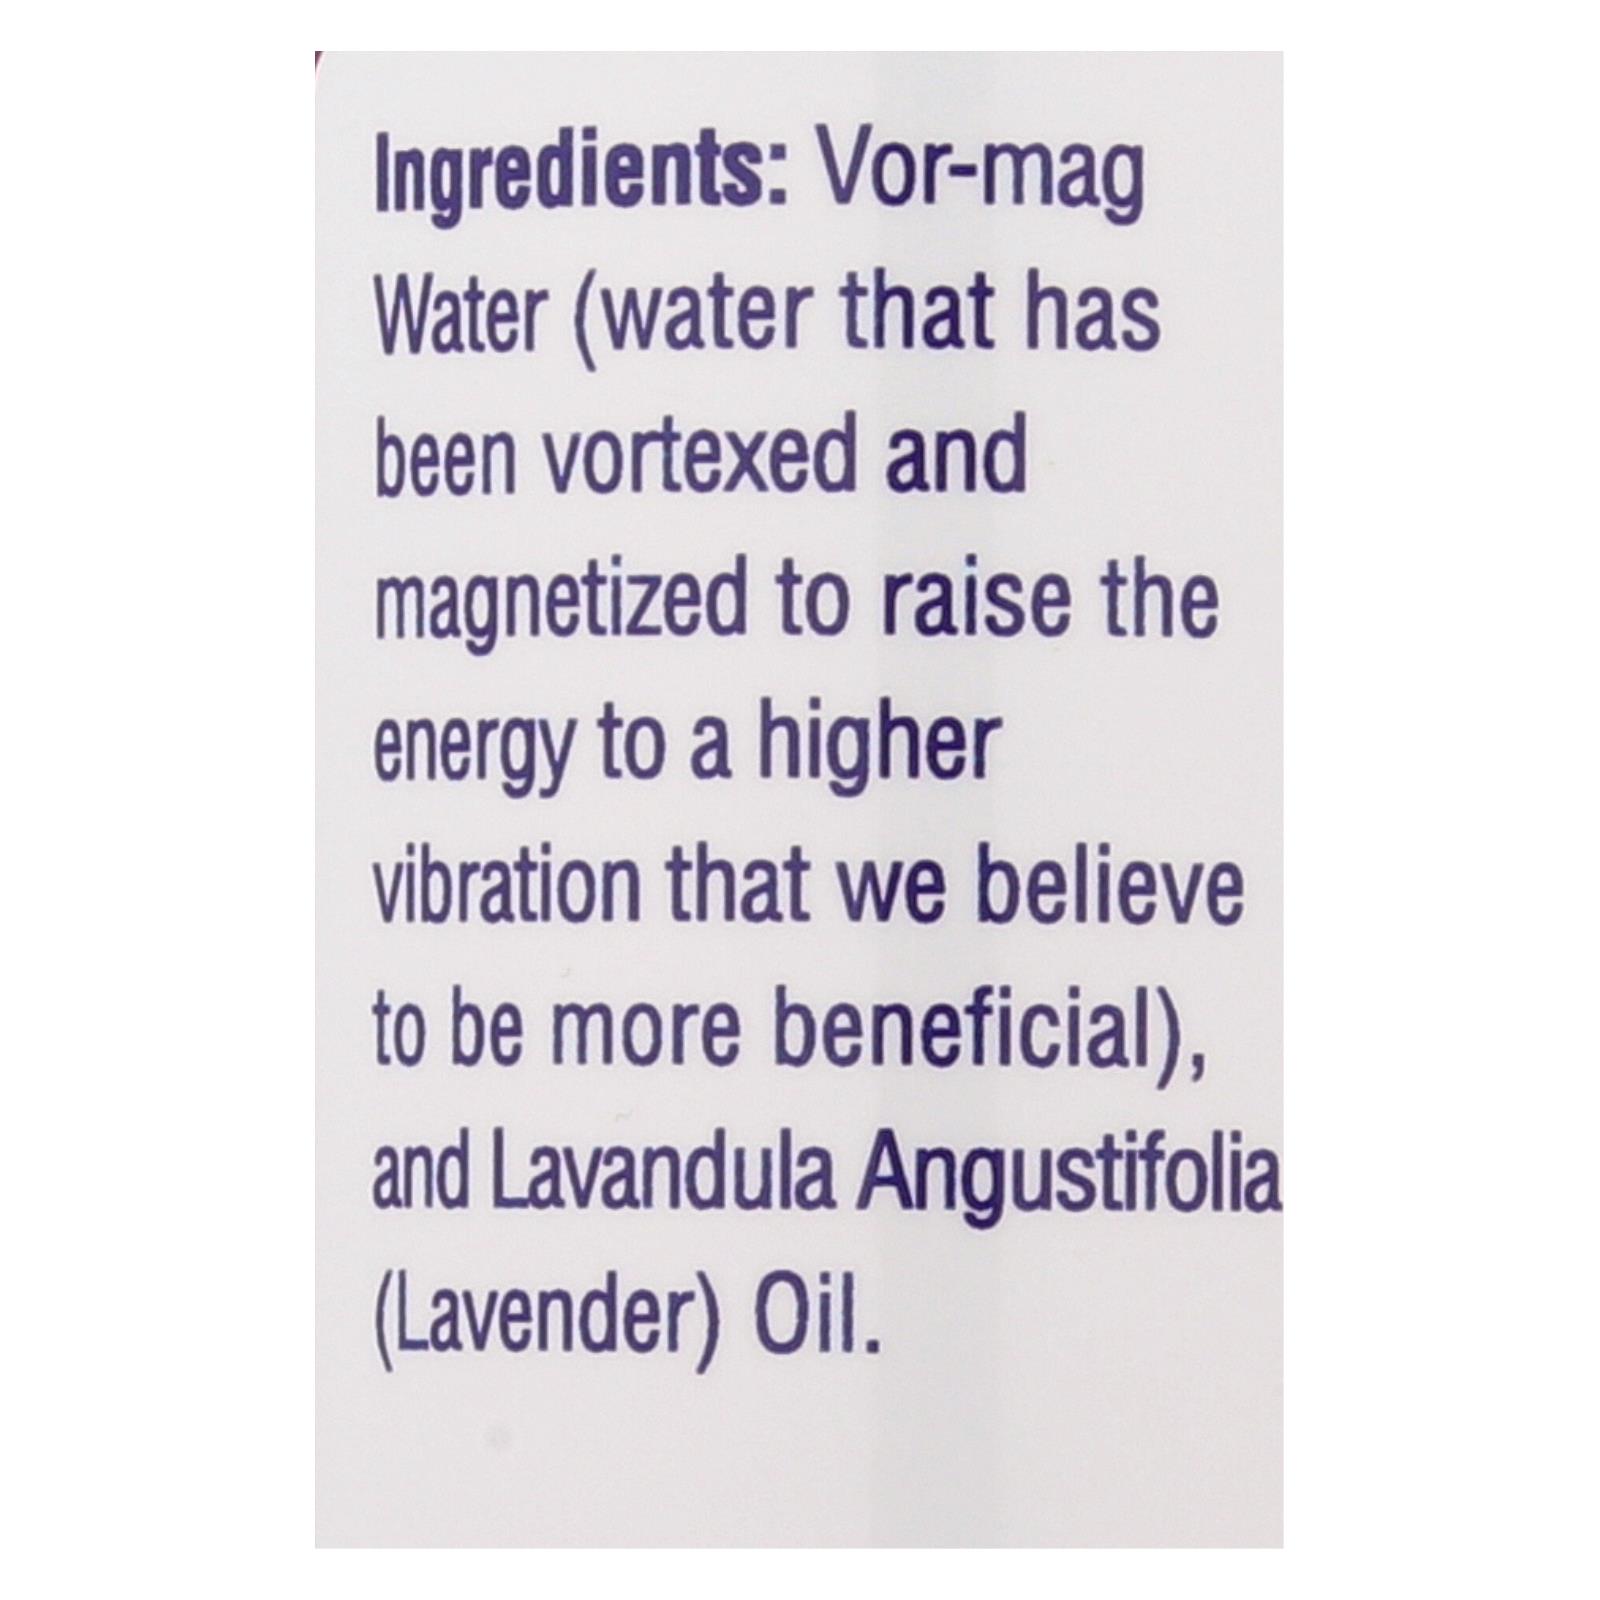 Ingredients: Vor-mag
Water (water that has
been vortexed and
magnetized to raise the
energy to a higher
vibration that we believe
to be more beneficial),
and Lavandula Angustifolia
(Lavender) Oil.